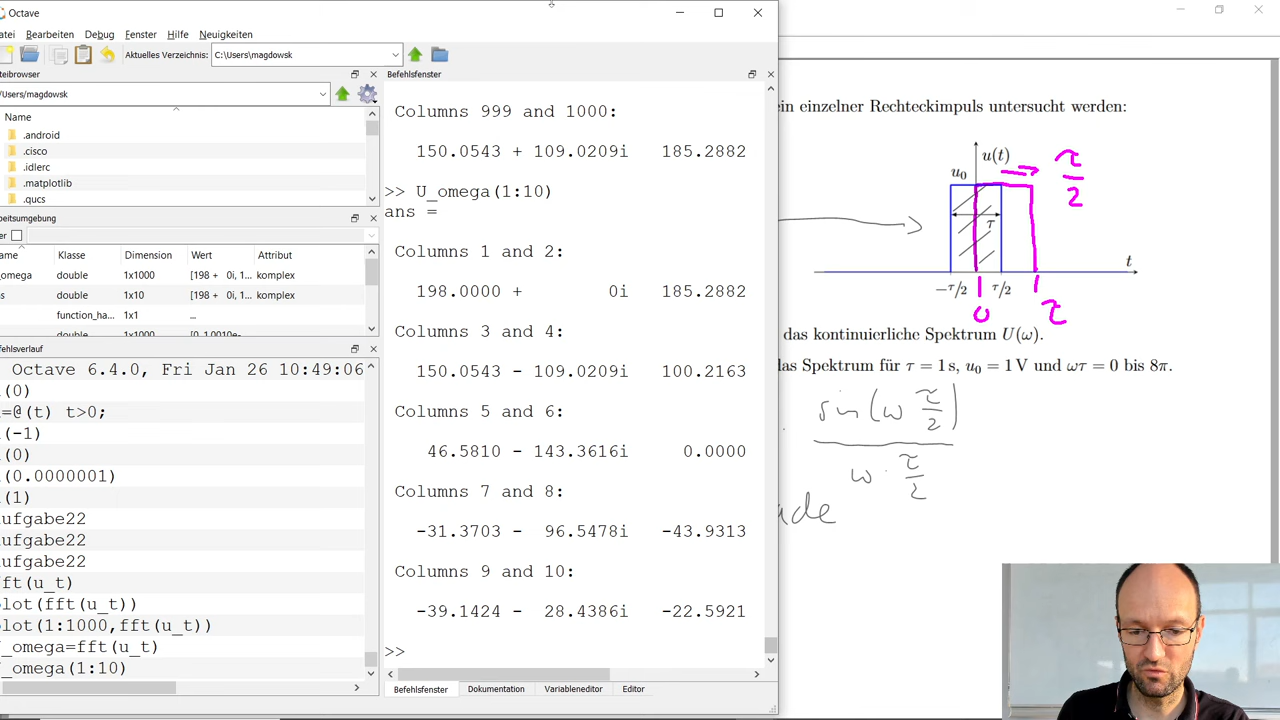 Octave
Bearbeiten Debug Fenster Hilfe Neuigkeiten
Aktuelles Verzeichnis: C:\Users\magdowsk
Befehlsfenster
/Users/magdowsk
Name
.android
.cisco
.idlerc
.matplotlib
.qucs
Klasse Dimension Wert Attribut
_omega double 1x1000 [198 + 0i, 1... komplex
double 1x10 [198 + 0i, 1... komplex
function_ha... 1x1 ...
Octave 6.4.0, Fri Jan 26 10:49:06
(0)
=@(t) t>0;
(-1)
(0)
(0.0000001)
(1)
ufgabe22
ufgabe22
ufgabe22
ft(u_t)
lot(fft(u_t))
lot(1:1000,fft(u_t))
_omega=fft(u_t)
_omega(1:10)
Columns 999 and 1000:
150.0543 + 109.0209i 185.2882
>> U_omega(1:10)
ans =
Columns 1 and 2:
198.0000 + 0i 185.2882
Columns 3 and 4:
150.0543 - 109.0209i 100.2163
Columns 5 and 6:
46.5810 - 143.3616i 0.0000
Columns 7 and 8:
-31.3703 - 96.5478i -43.9313
Columns 9 and 10:
-39.1424 - 28.4386i -22.5921
>>
Befehlsfenster Dokumentation Variableneditor Editor
ein einzelner Rechteckimpuls untersucht werden:
u(t)
u0
τ/2
τ
t
−τ/2 τ/2
0 τ
das kontinuierliche Spektrum U(ω).
das Spektrum für τ = 1 s, u0 = 1 V und ωτ = 0 bis 8π.
sin(ω τ/2)
ω · τ/2